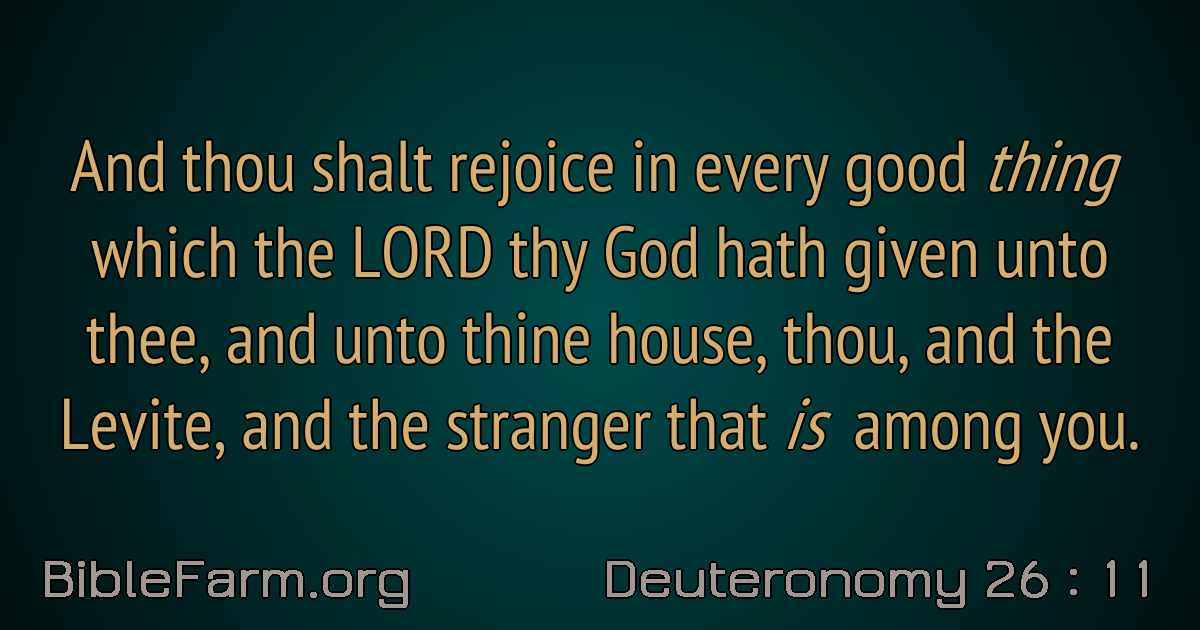 And thou shalt rejoice in every good thing
which the LORD thy God hath given unto
thee, and unto thine house, thou, and the
Levite, and the stranger that is among you.
BibleFarm.org
Deuteronomy 26 : 11